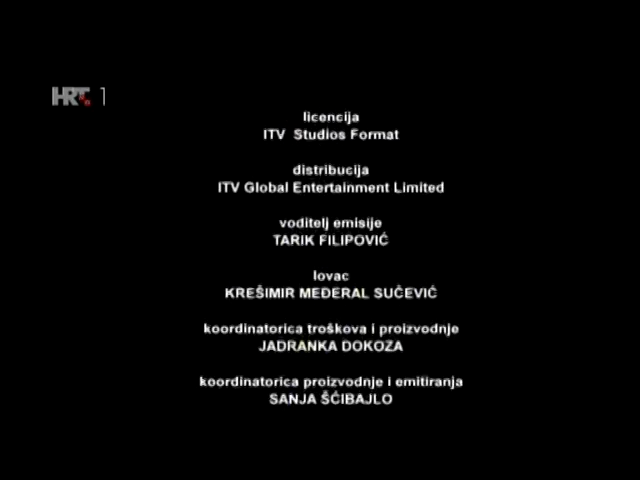 HRT 1
licencija
ITV Studios Format
distribucija
ITV Global Entertainment Limited
voditelj emisije
TARIK FILIPOVIĆ
lovac
KREŠIMIR MEDERAL SUČEVIĆ
koordinatorica troškova i proizvodnje
JADRANKA DOKOZA
koordinatorica proizvodnje i emitiranja
SANJA ŠĆIBAJLO